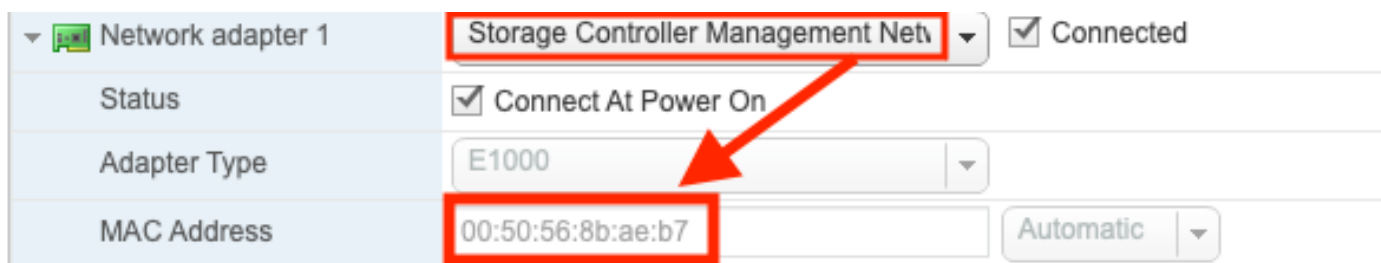 Network adapter 1 Storage Controller Management Netw Connected
Status Connect At Power On
Adapter Type E1000
MAC Address 00:50:56:8b:ae:b7 Automatic